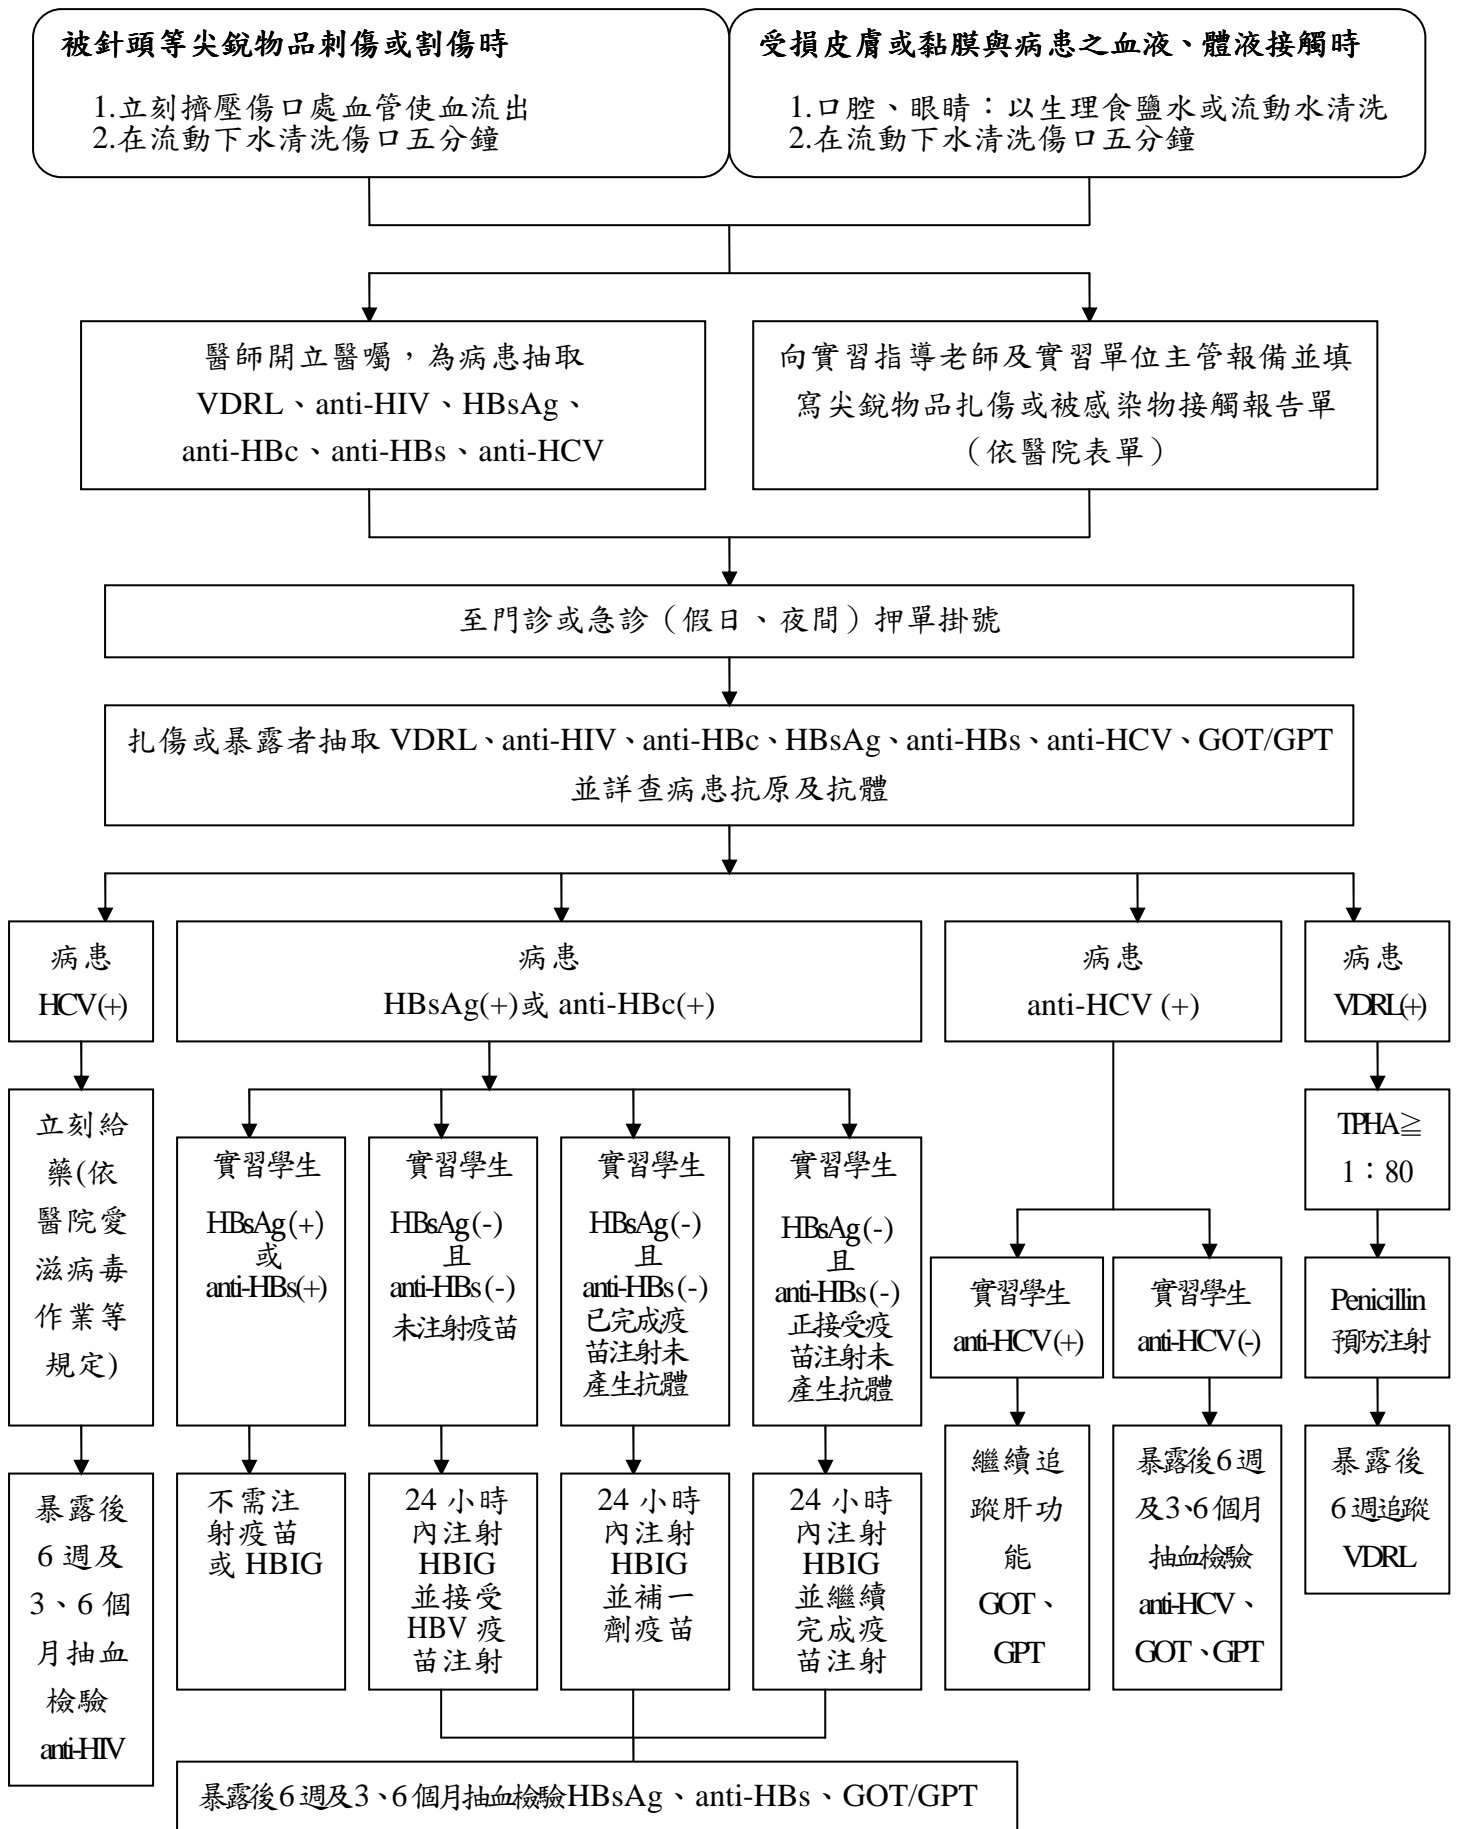 被針頭等尖銳物品刺傷或割傷時
1.立刻擠壓傷口處血管使血流出
2.在流動下水清洗傷口五分鐘
受損皮膚或黏膜與病患之血液、體液接觸時
1.口腔、眼睛：以生理食鹽水或流動水清洗
2.在流動下水清洗傷口五分鐘
醫師開立醫囑，為病患抽取
VDRL、anti-HIV、HBsAg、
anti-HBc、anti-HBs、anti-HCV
向實習指導老師及實習單位主管報備並填
寫尖銳物品扎傷或被感染物接觸報告單
（依醫院表單）
至門診或急診（假日、夜間）押單掛號
扎傷或暴露者抽取 VDRL、anti-HIV、anti-HBc、HBsAg、anti-HBs、anti-HCV、GOT/GPT
並詳查病患抗原及抗體
病患
HCV(+)
病患
HBsAg(+)或 anti-HBc(+)
病患
anti-HCV (+)
病患
VDRL(+)
立刻給
藥(依
醫院愛
滋病毒
作業等
規定)
實習學生
HBsAg(+)
或
anti-HBs(+)
實習學生
HBsAg(-)
且
anti-HBs(-)
未注射疫苗
實習學生
HBsAg(-)
且
anti-HBs(-)
已完成疫
苗注射未
產生抗體
實習學生
HBsAg(-)
且
anti-HBs(-)
正接受疫
苗注射未
產生抗體
實習學生
anti-HCV(+)
實習學生
anti-HCV(-)
TPHA≧
1：80
Penicillin
預防注射
暴露後
6 週及
3、6 個
月抽血
檢驗
anti-HIV
不需注
射疫苗
或 HBIG
24 小時
內注射
HBIG
並接受
HBV 疫
苗注射
24 小時
內注射
HBIG
並補一
劑疫苗
24 小時
內注射
HBIG
並繼續
完成疫
苗注射
繼續追
蹤肝功
能
GOT、
GPT
暴露後6週
及3、6個月
抽血檢驗
anti-HCV、
GOT、GPT
暴露後
6週追蹤
VDRL
暴露後6週及3、6個月抽血檢驗HBsAg、anti-HBs、GOT/GPT